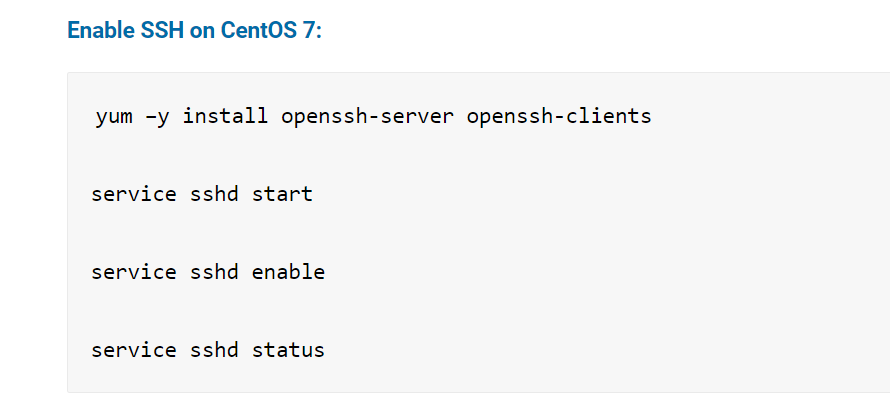 Enable SSH on CentOS 7:
yum –y install openssh-server openssh-clients
service sshd start
service sshd enable
service sshd status